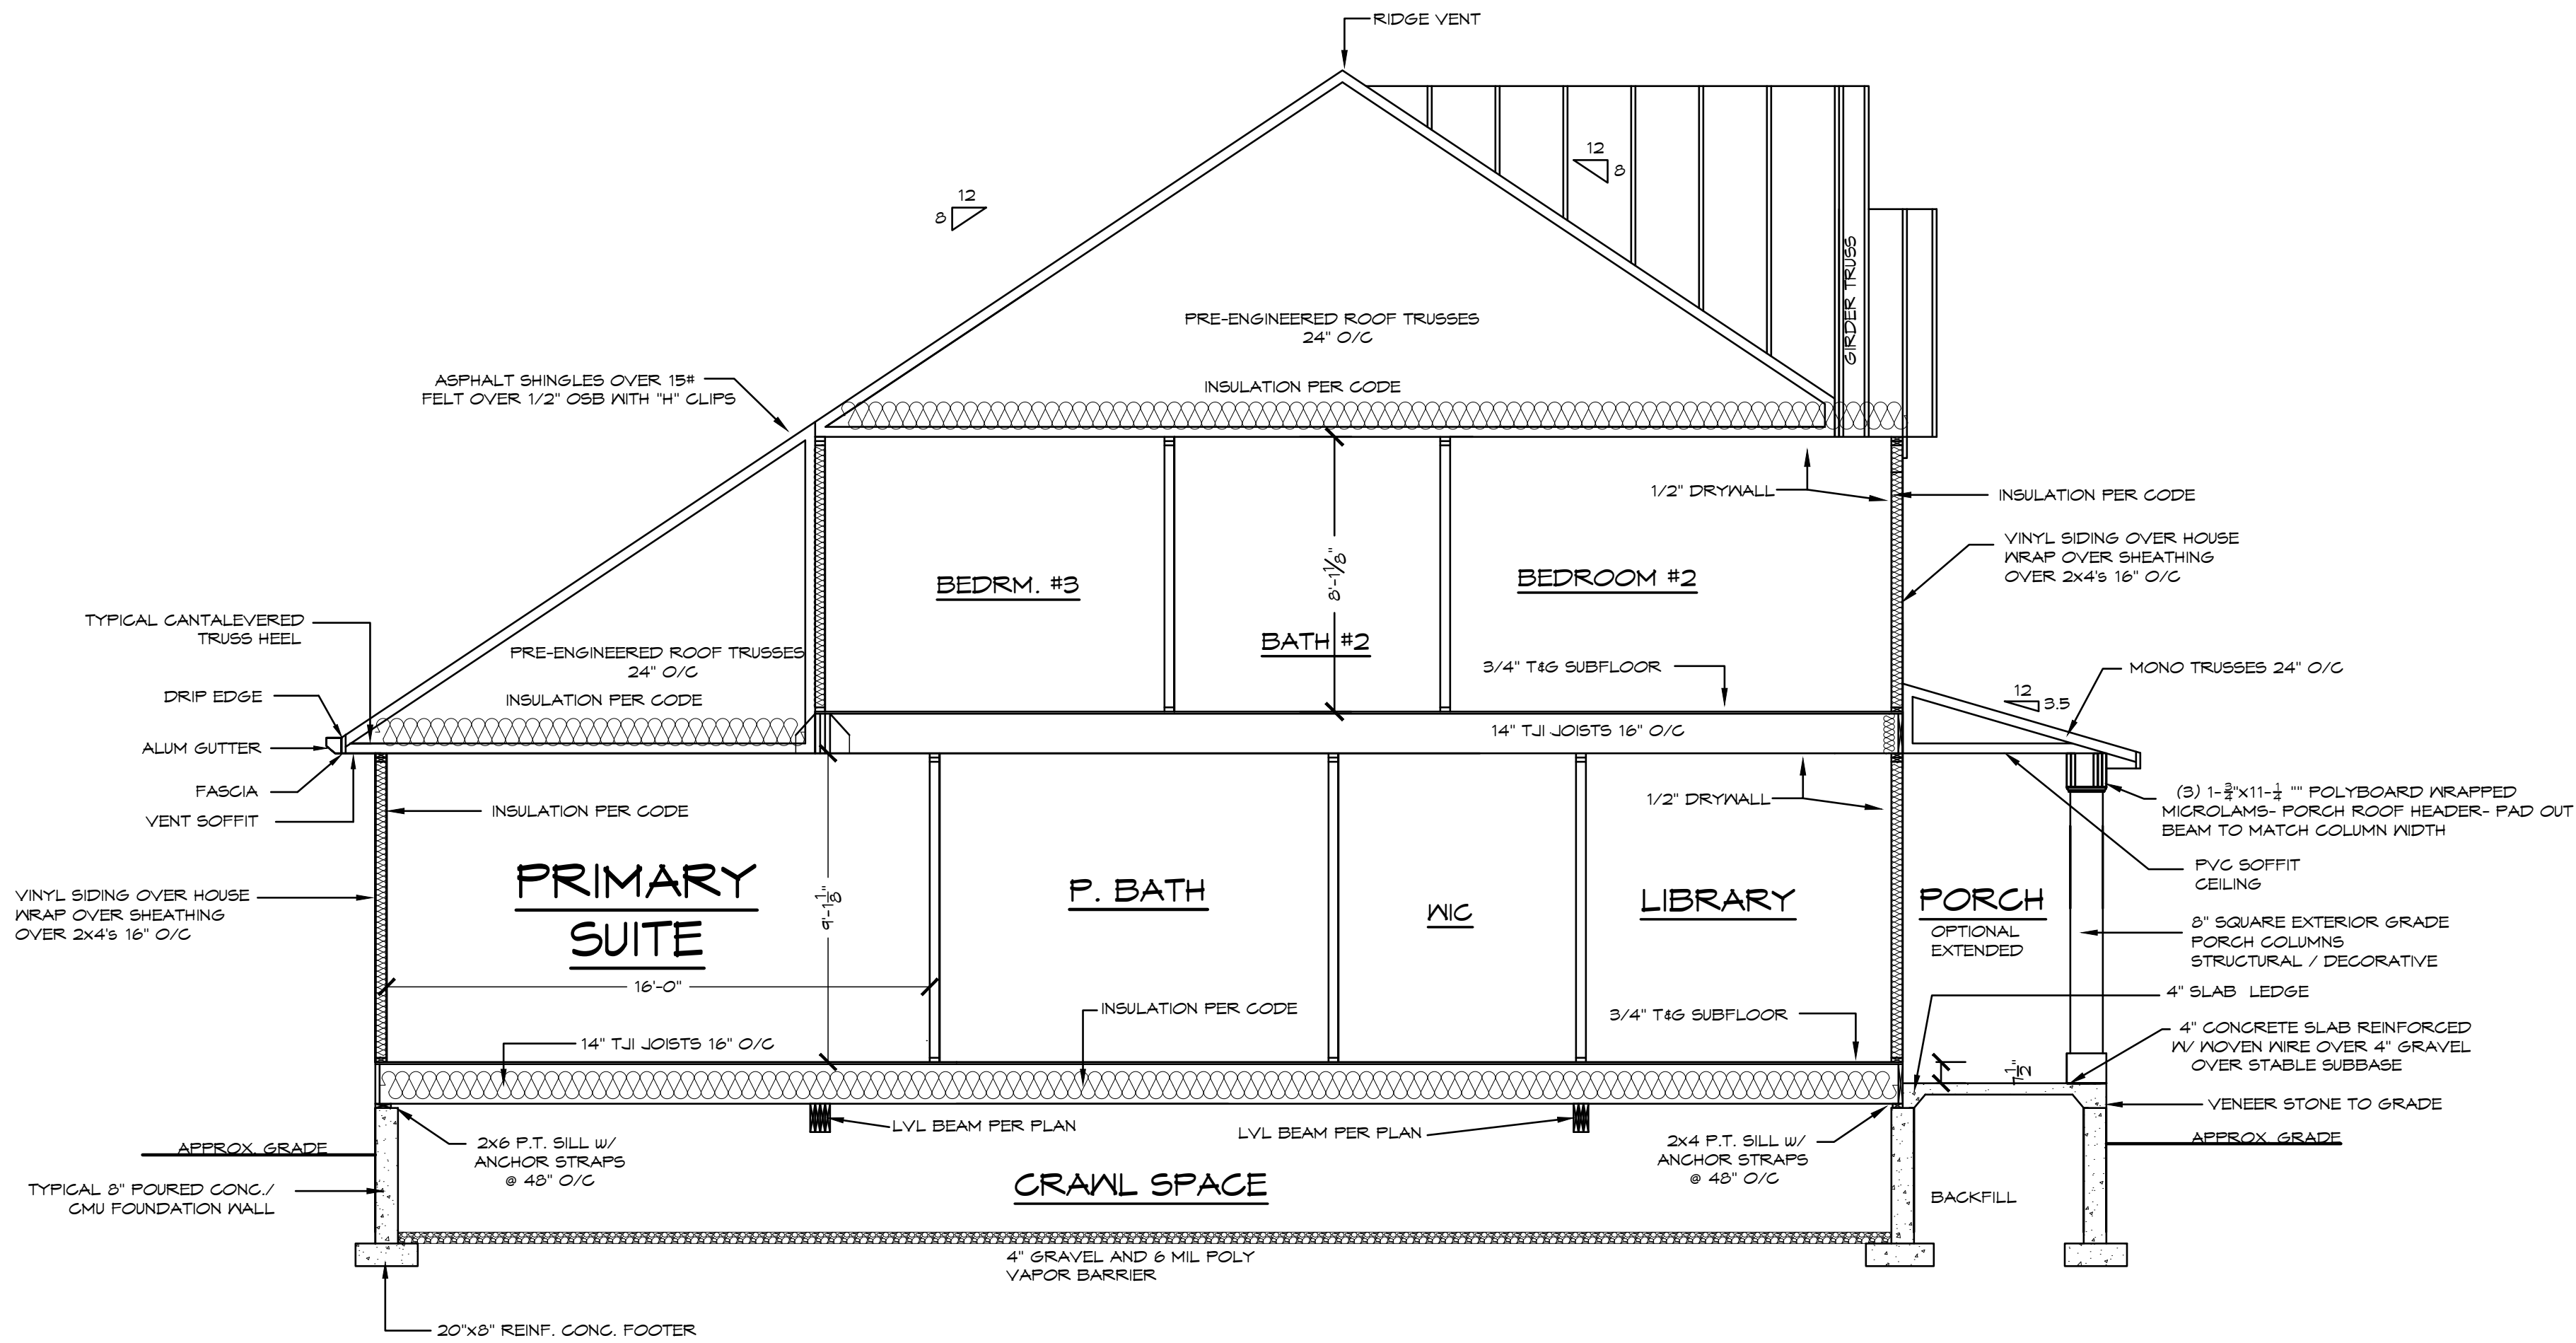 RIDGE VENT
12
8
12
8
GIRDER TRUSS
PRE-ENGINEERED ROOF TRUSSES
24" O/C
INSULATION PER CODE
ASPHALT SHINGLES OVER 15#
FELT OVER 1/2" OSB WITH "H" CLIPS
1/2" DRYWALL
INSULATION PER CODE
VINYL SIDING OVER HOUSE
WRAP OVER SHEATHING
OVER 2x4's 16" O/C
BEDRM. #3
8'-1 1/8"
BEDROOM #2
BATH #2
TYPICAL CANTALEVERED
TRUSS HEEL
PRE-ENGINEERED ROOF TRUSSES
24" O/C
INSULATION PER CODE
3/4" T&G SUBFLOOR
MONO TRUSSES 24" O/C
12
3.5
DRIP EDGE
ALUM GUTTER
14" TJI JOISTS 16" O/C
FASCIA
VENT SOFFIT
INSULATION PER CODE
1/2" DRYWALL
(3) 1-3/4"x11-1/4 "" POLYBOARD WRAPPED
MICROLAMS- PORCH ROOF HEADER- PAD OUT
BEAM TO MATCH COLUMN WIDTH
PVC SOFFIT
CEILING
VINYL SIDING OVER HOUSE
WRAP OVER SHEATHING
OVER 2x4's 16" O/C
PRIMARY
SUITE
9'-1 1/8"
P. BATH
WIC
LIBRARY
PORCH
OPTIONAL
EXTENDED
8" SQUARE EXTERIOR GRADE
PORCH COLUMNS
STRUCTURAL / DECORATIVE
16'-0"
4" SLAB LEDGE
INSULATION PER CODE
3/4" T&G SUBFLOOR
4" CONCRETE SLAB REINFORCED
W/ WOVEN WIRE OVER 4" GRAVEL
OVER STABLE SUBBASE
14" TJI JOISTS 16" O/C
7 1/2"
VENEER STONE TO GRADE
LVL BEAM PER PLAN
LVL BEAM PER PLAN
APPROX. GRADE
2x6 P.T. SILL W/
ANCHOR STRAPS
@ 48" O/C
2x4 P.T. SILL W/
ANCHOR STRAPS
@ 48" O/C
APPROX. GRADE
TYPICAL 8" POURED CONC./
CMU FOUNDATION WALL
CRAWL SPACE
BACKFILL
4" GRAVEL AND 6 MIL POLY
VAPOR BARRIER
20"x8" REINF. CONC. FOOTER